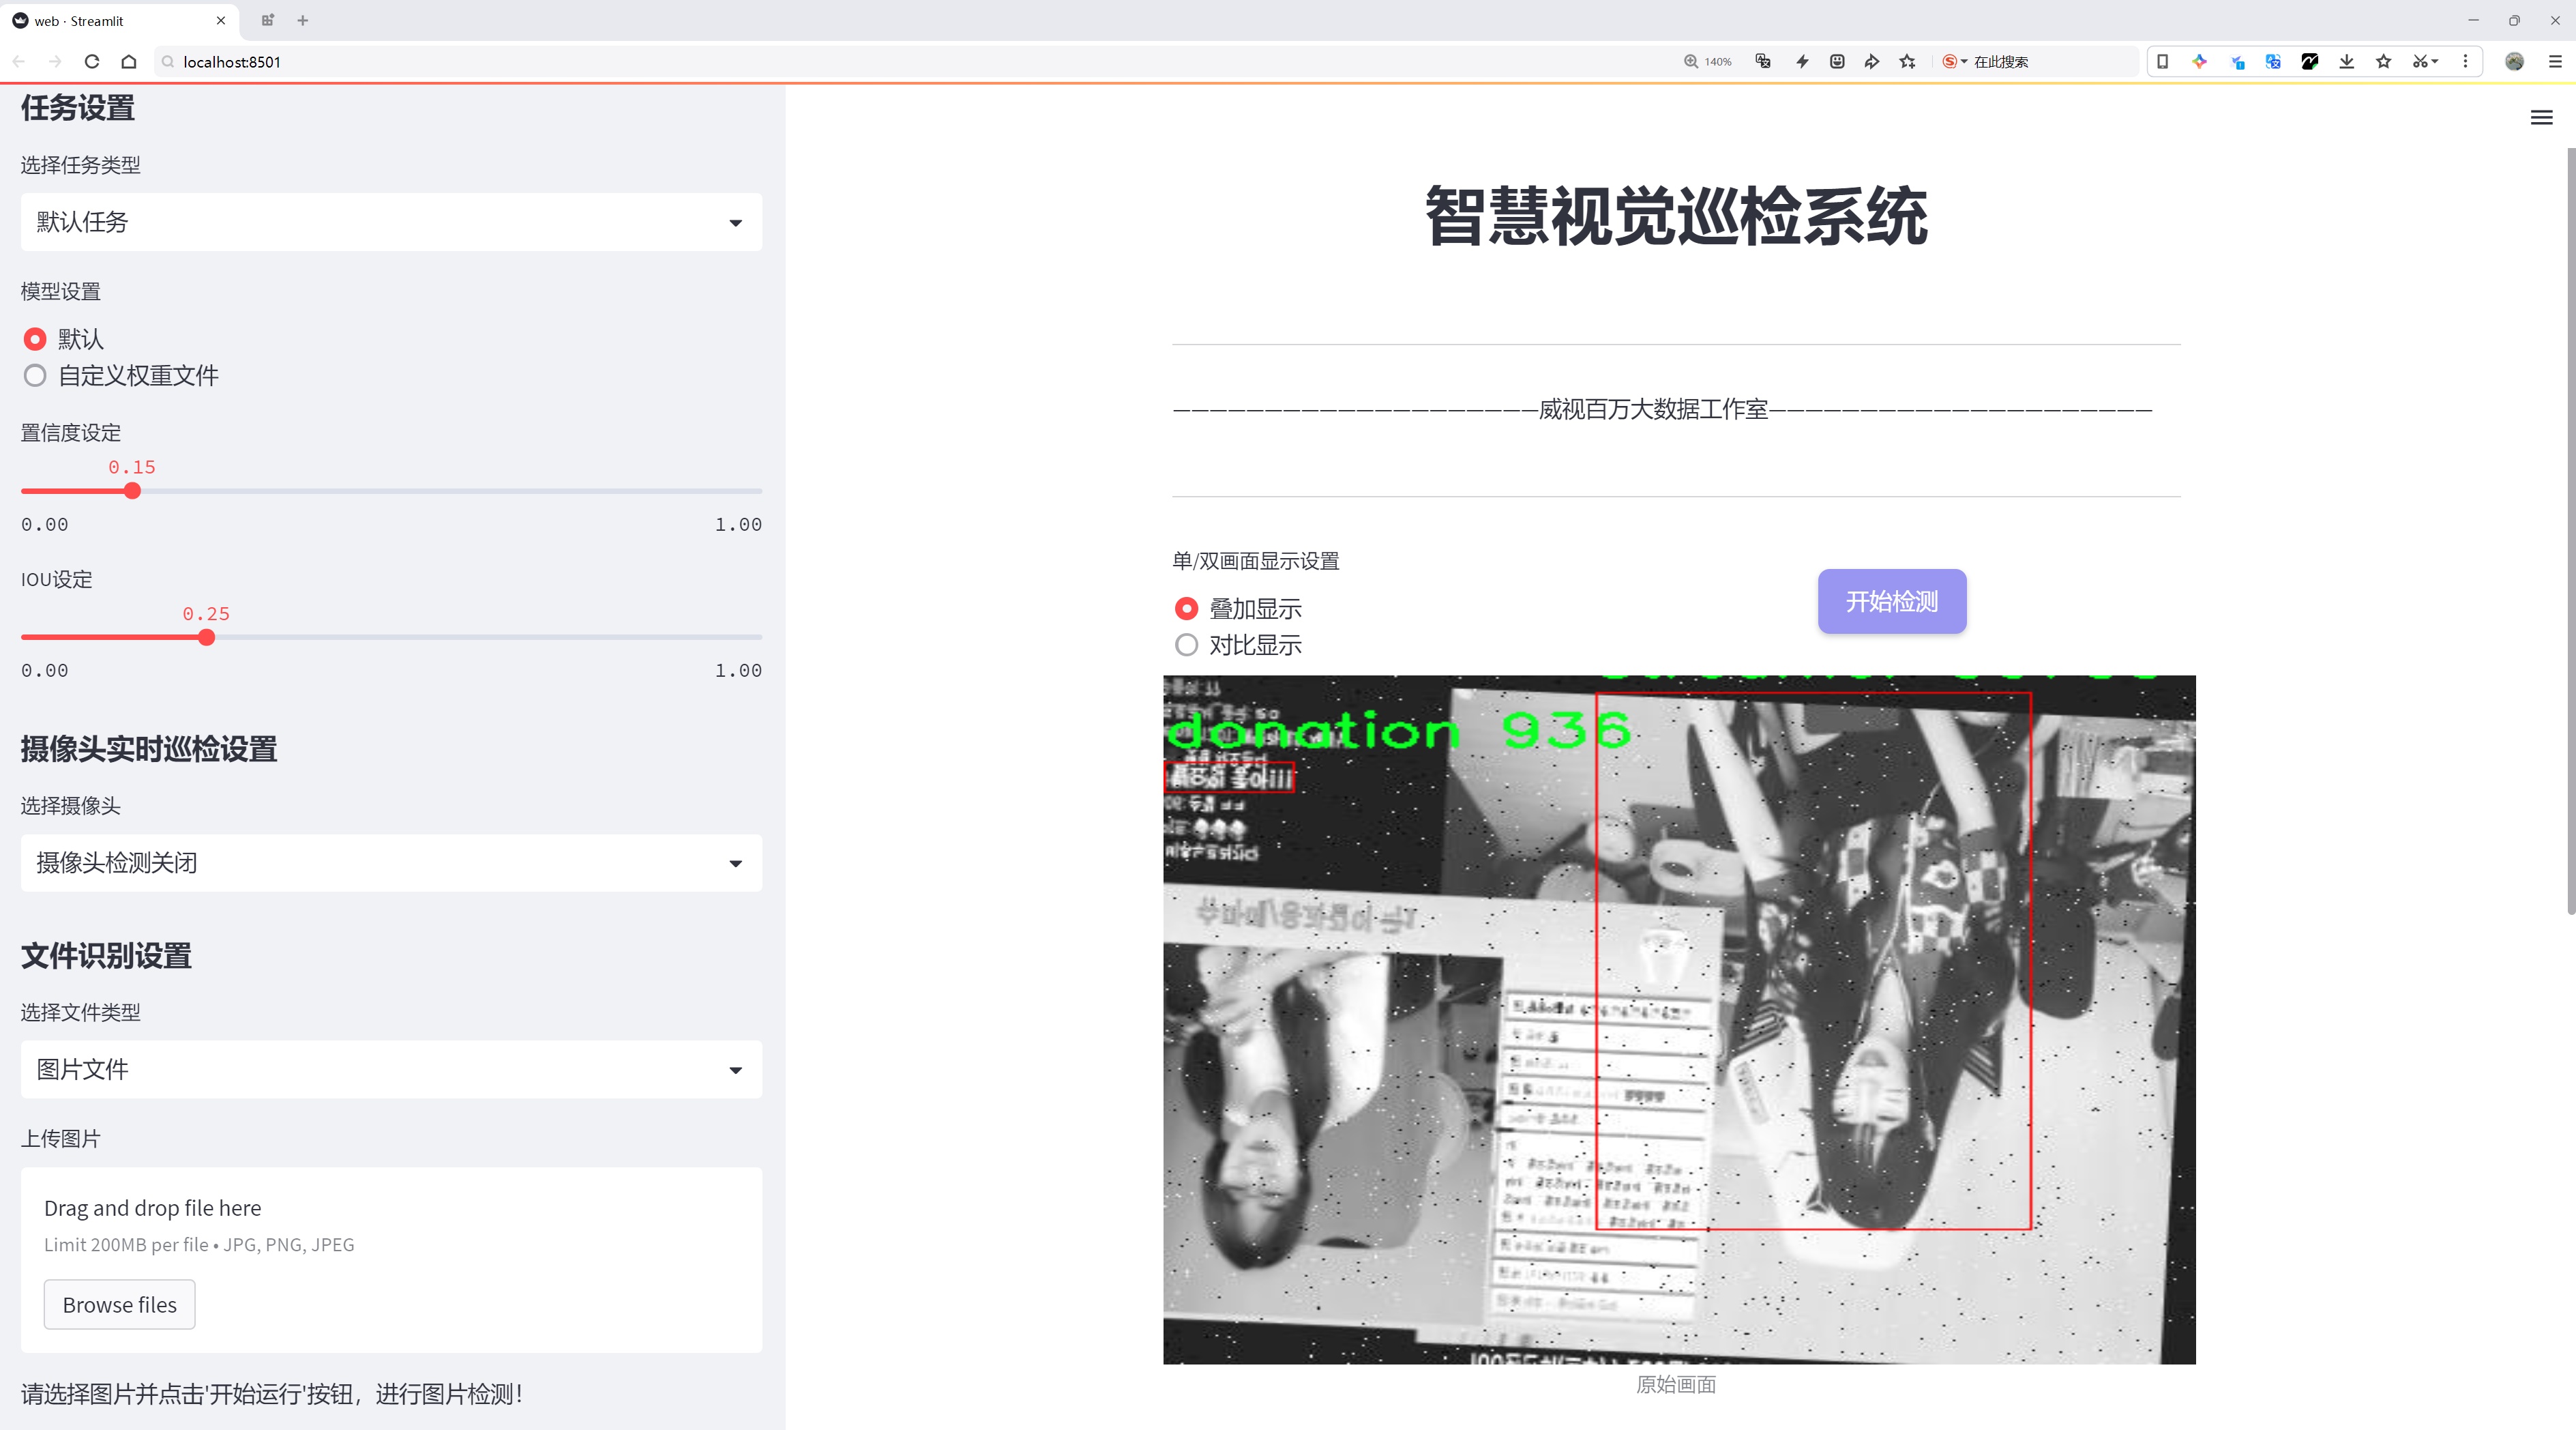 web · Streamlit
localhost:8501
140%
在此搜索
任务设置
选择任务类型
默认任务
模型设置
默认
自定义权重文件
置信度设定
0.15
0.00
1.00
IOU设定
0.25
0.00
1.00
摄像头实时巡检设置
选择摄像头
摄像头检测关闭
文件识别设置
选择文件类型
图片文件
上传图片
Drag and drop file here
Limit 200MB per file • JPG, PNG, JPEG
Browse files
请选择图片并点击'开始运行'按钮，进行图片检测！
智慧视觉巡检系统
————————————————————威视百万大数据工作室—————————————————————
单/双画面显示设置
叠加显示
对比显示
开始检测
donation 936
原始画面